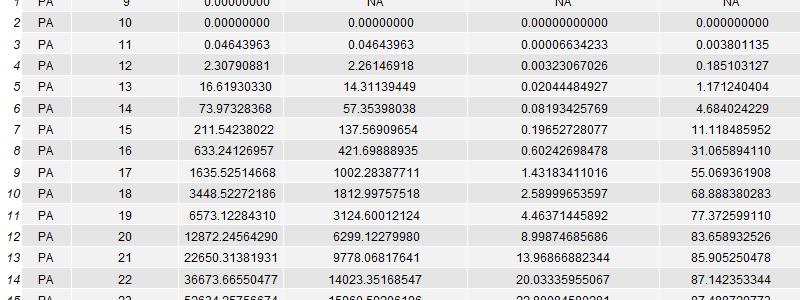 1 PA 9 0.00000000 NA NA NA
2 PA 10 0.00000000 0.00000000 0.00000000000 0.000000000
3 PA 11 0.04643963 0.04643963 0.00006634233 0.003801135
4 PA 12 2.30790881 2.26146918 0.00323067026 0.185103127
5 PA 13 16.61930330 14.31139449 0.02044484927 1.171240404
6 PA 14 73.97328368 57.35398038 0.08193425769 4.684024229
7 PA 15 211.54238022 137.56909654 0.19652728077 11.118485952
8 PA 16 633.24126957 421.69888935 0.60242698478 31.065894110
9 PA 17 1635.52514668 1002.28387711 1.43183411016 55.069361908
10 PA 18 3448.52272186 1812.99757518 2.58999653597 68.888380283
11 PA 19 6573.12284310 3124.60012124 4.46371445892 77.372599110
12 PA 20 12872.24564290 6299.12279980 8.99874685686 83.658932526
13 PA 21 22650.31381931 9778.06817641 13.96866882344 85.905250478
14 PA 22 36673.66550477 14023.35168547 20.03335955067 87.142353344